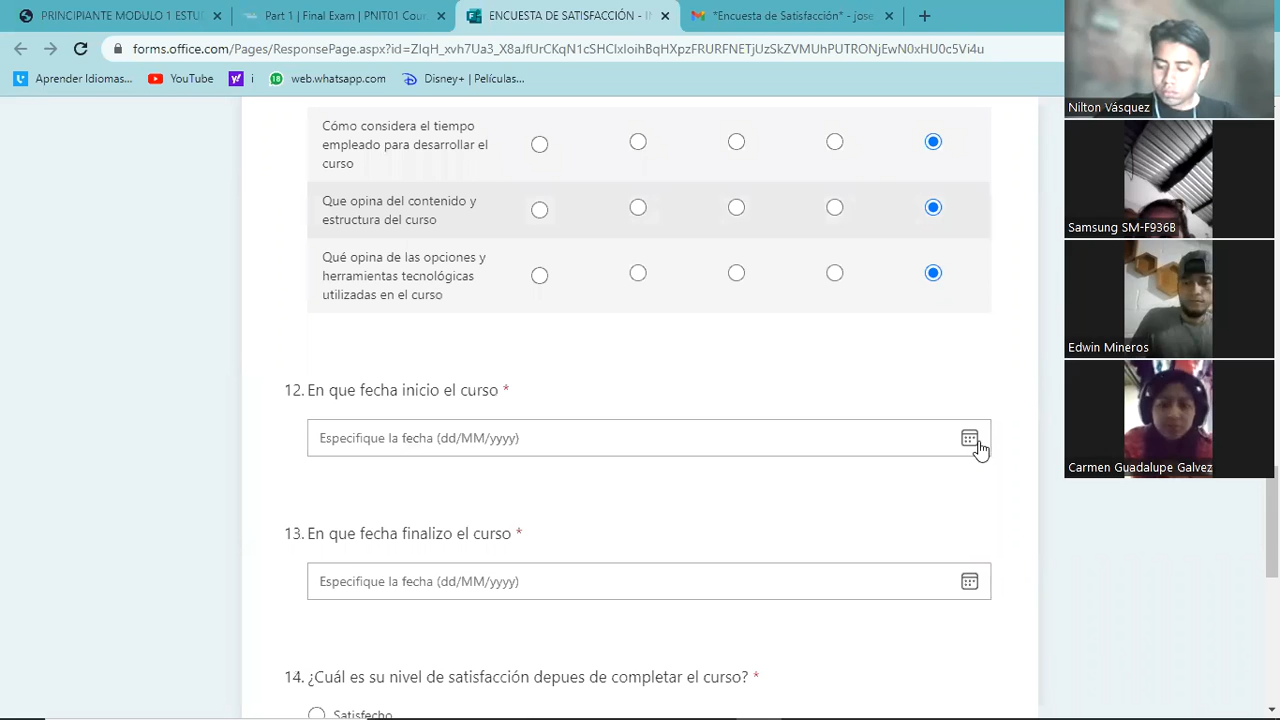 PRINCIPIANTE MODULO 1 ESTUD
Part 1 | Final Exam | PNIT01 Cour
ENCUESTA DE SATISFACCIÓN - IN
*Encuesta de Satisfacción* - jose
forms.office.com/Pages/ResponsePage.aspx?id=ZIqH_xvh7Ua3_X8aJfUrCKqN1cSHCIxIoihBqHXpzFRURFNETjUzSkZVMUhPUTRONjEwN0xHU0c5Vi4u
Aprender Idiomas...
YouTube
i
web.whatsapp.com
Disney+ | Películas,...
Nilton Vásquez
Samsung SM-F936B
Edwin Mineros
Carmen Guadalupe Galvez
Cómo considera el tiempo
empleado para desarrollar el
curso
Que opina del contenido y
estructura del curso
Qué opina de las opciones y
herramientas tecnológicas
utilizadas en el curso
12. En que fecha inicio el curso *
Especifique la fecha (dd/MM/yyyy)
13. En que fecha finalizo el curso *
Especifique la fecha (dd/MM/yyyy)
14. ¿Cuál es su nivel de satisfacción depues de completar el curso? *
Satisfecho